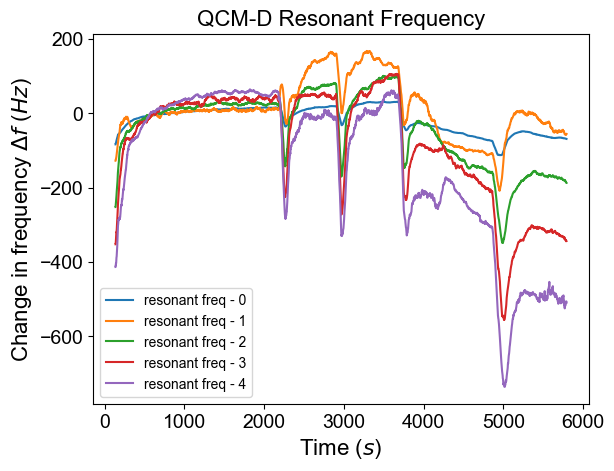 QCM-D Resonant Frequency
Change in frequency Δf (Hz)
200
0
−200
−400
−600
resonant freq - 0
resonant freq - 1
resonant freq - 2
resonant freq - 3
resonant freq - 4
0 1000 2000 3000 4000 5000 6000
Time (s)